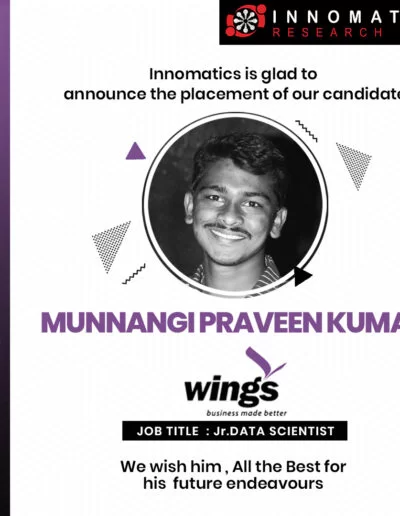 INNOMAT
RESEARCH
Innomatics is glad to
announce the placement of our candidate
MUNNANGI PRAVEEN KUMA
wings
business made better
JOB TITLE : Jr.DATA SCIENTIST
We wish him , All the Best for
his future endeavours